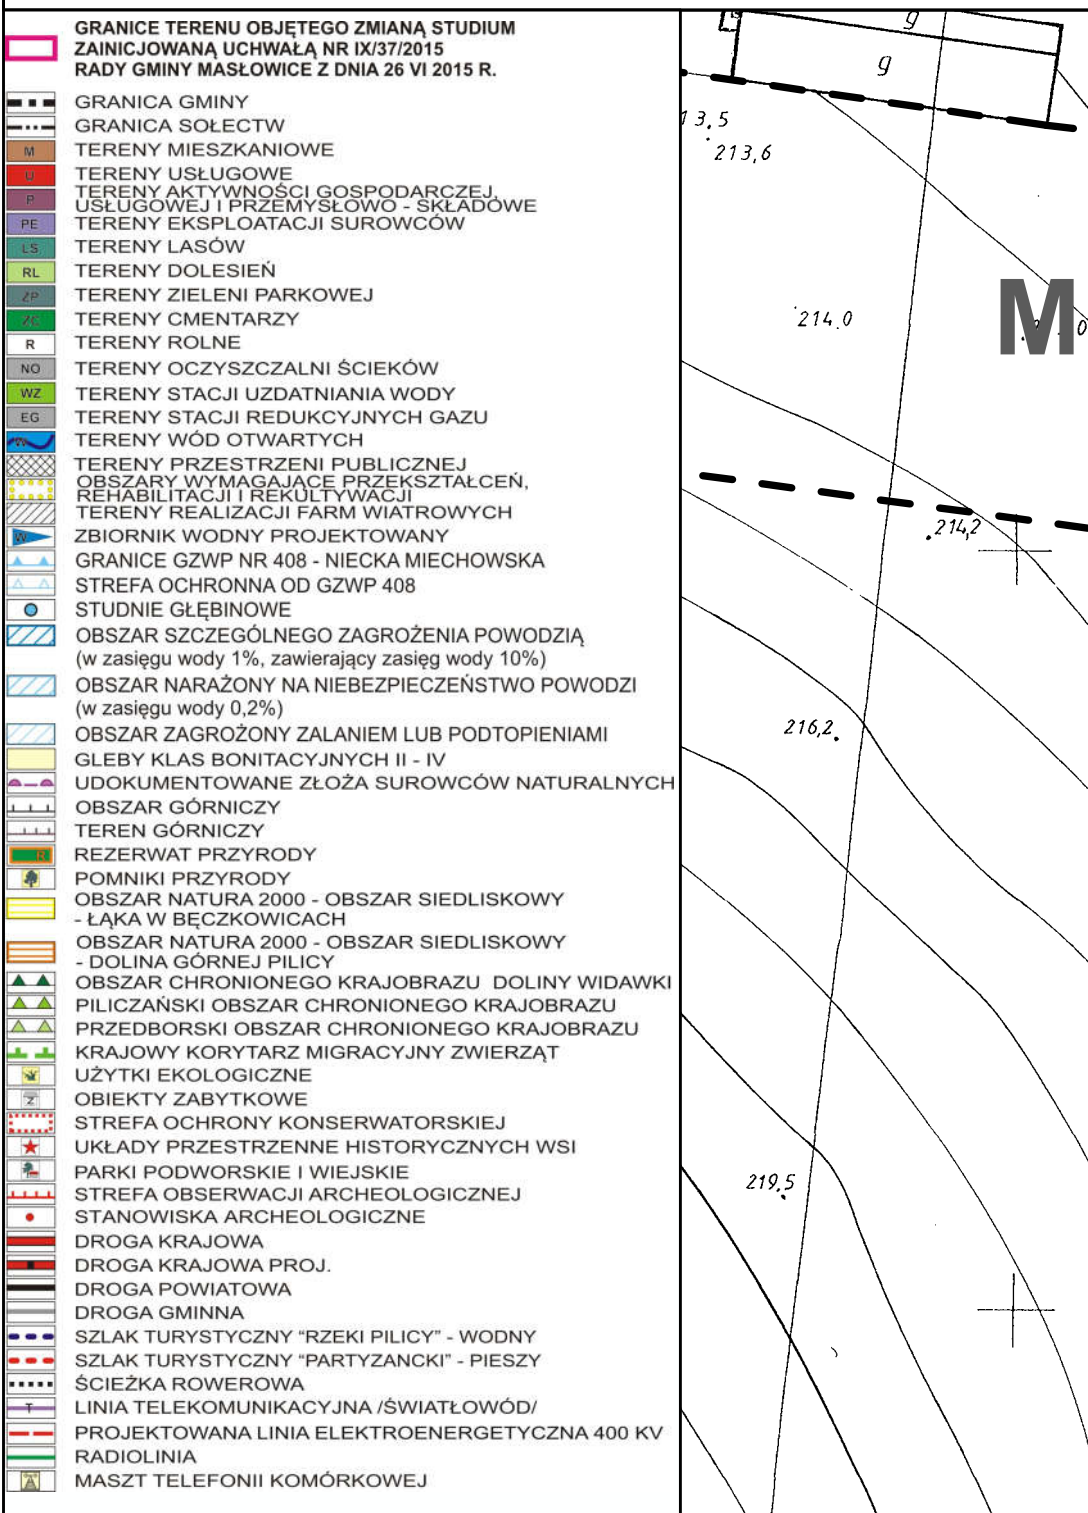 GRANICE TERENU OBJĘTEGO ZMIANĄ STUDIUM
ZAINICJOWANĄ UCHWAŁĄ NR IX/37/2015
RADY GMINY MASŁOWICE Z DNIA 26 VI 2015 R.
GRANICA GMINY
GRANICA SOŁECTW
M TERENY MIESZKANIOWE
U TERENY USŁUGOWE
P TERENY AKTYWNOŚCI GOSPODARCZEJ,
USŁUGOWEJ I PRZEMYSŁOWO - SKŁADOWE
PE TERENY EKSPLOATACJI SUROWCÓW
LS TERENY LASÓW
RL TERENY DOLESIEŃ
ZP TERENY ZIELENI PARKOWEJ
ZC TERENY CMENTARZY
R TERENY ROLNE
NO TERENY OCZYSZCZALNI ŚCIEKÓW
WZ TERENY STACJI UZDATNIANIA WODY
EG TERENY STACJI REDUKCYJNYCH GAZU
W TERENY WÓD OTWARTYCH
TERENY PRZESTRZENI PUBLICZNEJ
OBSZARY WYMAGAJĄCE PRZEKSZTAŁCEŃ,
REHABILITACJI I REKULTYWACJI
TERENY REALIZACJI FARM WIATROWYCH
W ZBIORNIK WODNY PROJEKTOWANY
GRANICE GZWP NR 408 - NIECKA MIECHOWSKA
STREFA OCHRONNA OD GZWP 408
STUDNIE GŁĘBINOWE
OBSZAR SZCZEGÓLNEGO ZAGROŻENIA POWODZIĄ
(w zasięgu wody 1%, zawierający zasięg wody 10%)
OBSZAR NARAŻONY NA NIEBEZPIECZEŃSTWO POWODZI
(w zasięgu wody 0,2%)
OBSZAR ZAGROŻONY ZALANIEM LUB PODTOPIENIAMI
GLEBY KLAS BONITACYJNYCH II - IV
UDOKUMENTOWANE ZŁOŻA SUROWCÓW NATURALNYCH
OBSZAR GÓRNICZY
TEREN GÓRNICZY
R REZERWAT PRZYRODY
POMNIKI PRZYRODY
OBSZAR NATURA 2000 - OBSZAR SIEDLISKOWY
- ŁĄKA W BĘCZKOWICACH
OBSZAR NATURA 2000 - OBSZAR SIEDLISKOWY
- DOLINA GÓRNEJ PILICY
OBSZAR CHRONIONEGO KRAJOBRAZU DOLINY WIDAWKI
PILICZAŃSKI OBSZAR CHRONIONEGO KRAJOBRAZU
PRZEDBORSKI OBSZAR CHRONIONEGO KRAJOBRAZU
KRAJOWY KORYTARZ MIGRACYJNY ZWIERZĄT
UŻYTKI EKOLOGICZNE
Z OBIEKTY ZABYTKOWE
STREFA OCHRONY KONSERWATORSKIEJ
UKŁADY PRZESTRZENNE HISTORYCZNYCH WSI
PARKI PODWORSKIE I WIEJSKIE
STREFA OBSERWACJI ARCHEOLOGICZNEJ
STANOWISKA ARCHEOLOGICZNE
DROGA KRAJOWA
DROGA KRAJOWA PROJ.
DROGA POWIATOWA
DROGA GMINNA
SZLAK TURYSTYCZNY “RZEKI PILICY” - WODNY
SZLAK TURYSTYCZNY “PARTYZANCKI” - PIESZY
ŚCIEŻKA ROWEROWA
T LINIA TELEKOMUNIKACYJNA /ŚWIATŁOWÓD/
PROJEKTOWANA LINIA ELEKTROENERGETYCZNA 400 KV
RADIOLINIA
MASZT TELEFONII KOMÓRKOWEJ
g
g
13.5
213,6
214.0
M
214,2
216,2
219.5